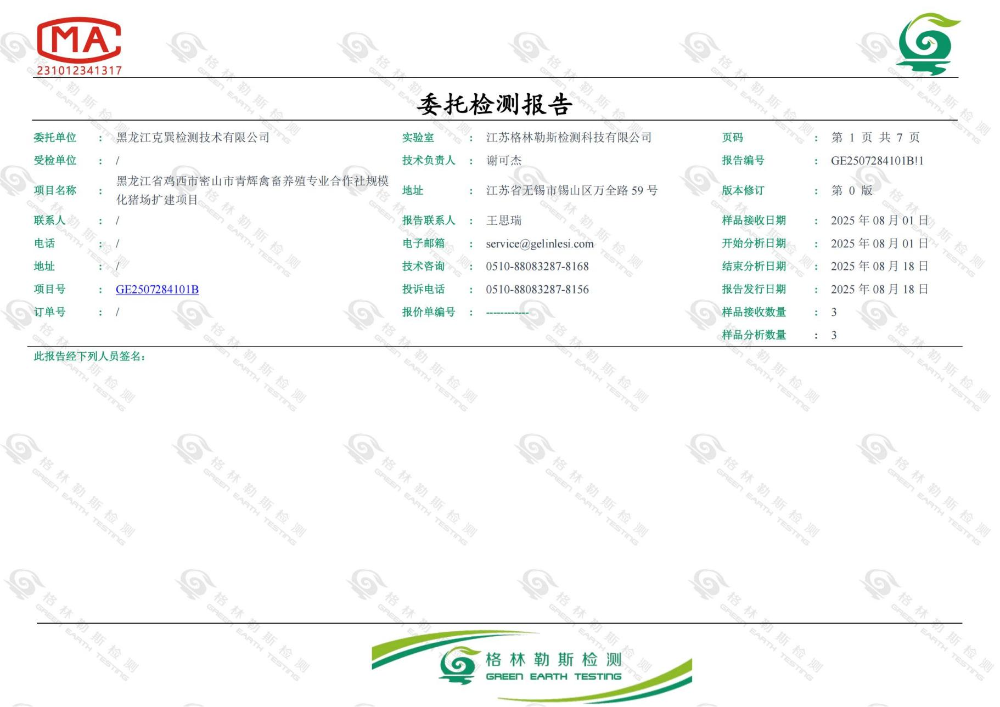 MA
231012341317
委托检测报告
委托单位 : 黑龙江克巽检测技术有限公司 实验室 : 江苏格林勒斯检测科技有限公司 页码 : 第 1 页 共 7 页
受检单位 : / 技术负责人 : 谢可杰 报告编号 : GE2507284101B!1
项目名称 : 黑龙江省鸡西市密山市青辉禽畜养殖专业合作社规模
化猪场扩建项目 地址 : 江苏省无锡市锡山区万全路 59 号 版本修订 : 第 0 版
联系人 : / 报告联系人 : 王思瑞 样品接收日期 : 2025 年 08 月 01 日
电话 : / 电子邮箱 : service@gelinlesi.com 开始分析日期 : 2025 年 08 月 01 日
地址 : / 技术咨询 : 0510-88083287-8168 结束分析日期 : 2025 年 08 月 18 日
项目号 : GE2507284101B 投诉电话 : 0510-88083287-8156 报告发行日期 : 2025 年 08 月 18 日
订单号 : / 报价单编号 : ------------ 样品接收数量 : 3
样品分析数量 : 3
此报告经下列人员签名:
格林勒斯检测
GREEN EARTH TESTING